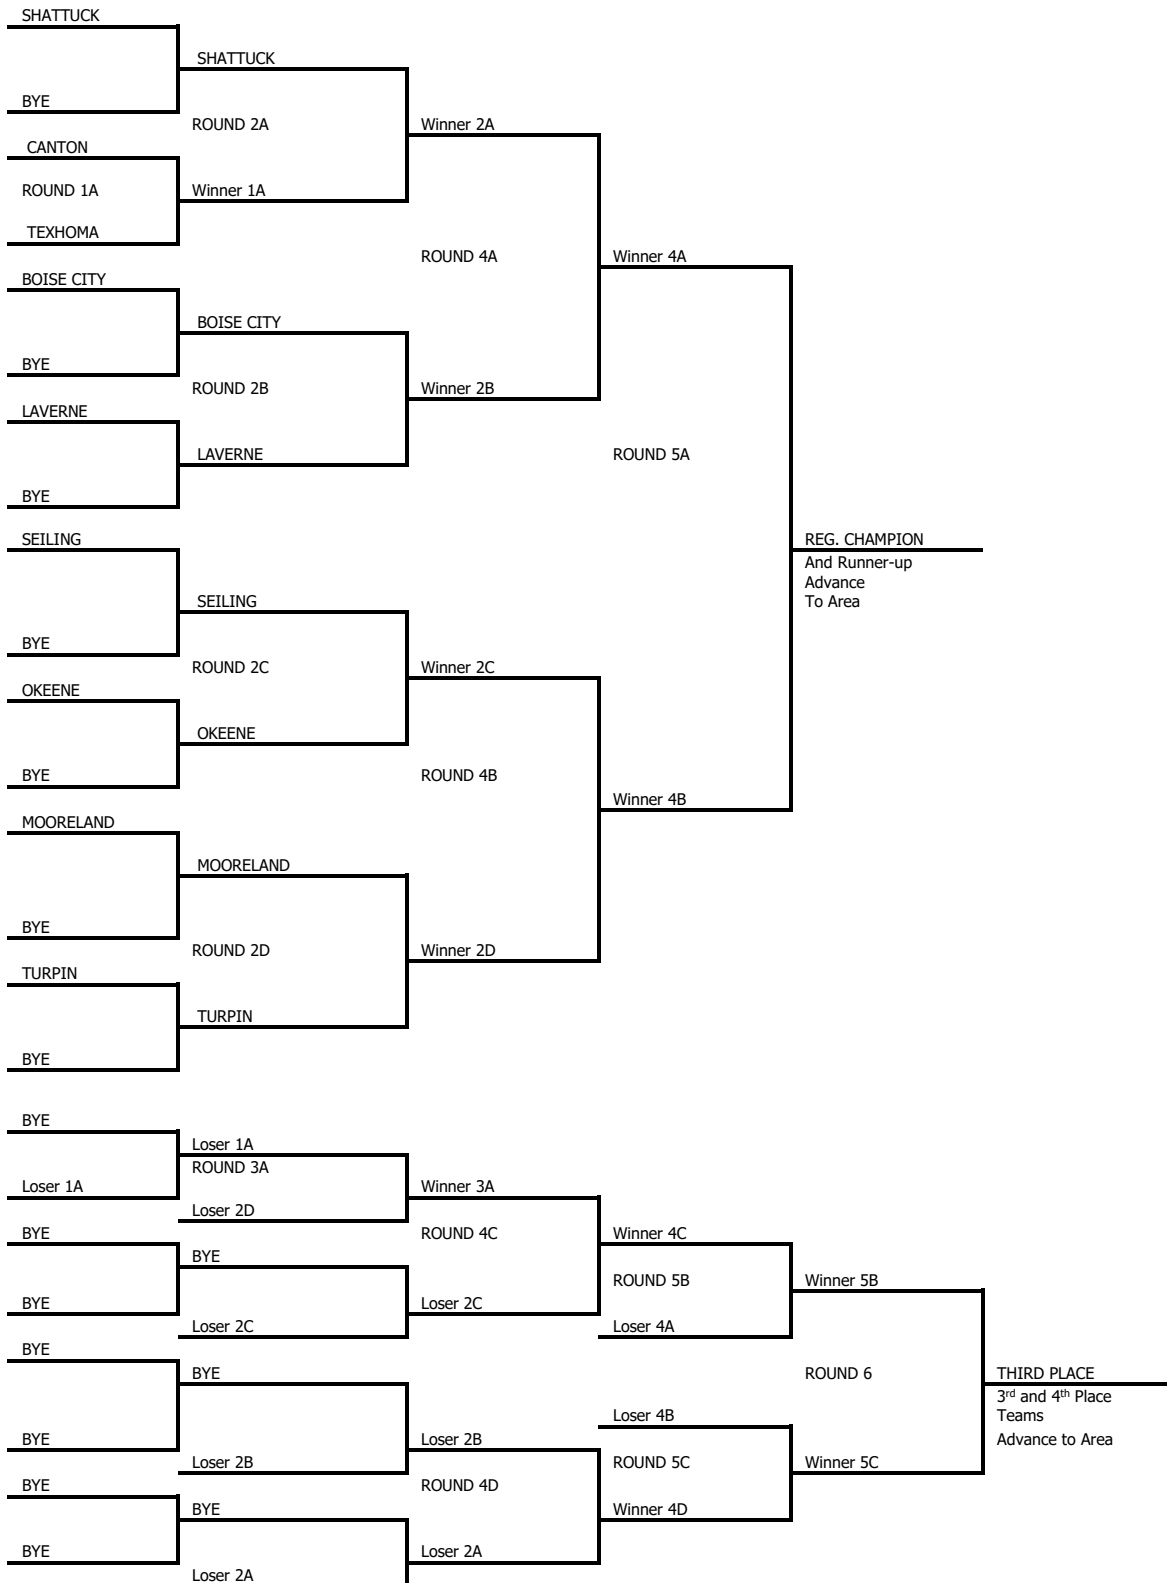 SHATTUCK
SHATTUCK
BYE
ROUND 2A
Winner 2A
CANTON
ROUND 1A
Winner 1A
TEXHOMA
ROUND 4A
Winner 4A
BOISE CITY
BOISE CITY
BYE
ROUND 2B
Winner 2B
LAVERNE
LAVERNE
ROUND 5A
BYE
SEILING
REG. CHAMPION
And Runner-up
Advance
To Area
SEILING
BYE
ROUND 2C
Winner 2C
OKEENE
OKEENE
BYE
ROUND 4B
Winner 4B
MOORELAND
MOORELAND
BYE
ROUND 2D
Winner 2D
TURPIN
TURPIN
BYE
BYE
Loser 1A
ROUND 3A
Loser 1A
Winner 3A
Loser 2D
BYE
ROUND 4C
Winner 4C
BYE
ROUND 5B
Winner 5B
BYE
Loser 2C
Loser 2C
Loser 4A
BYE
BYE
ROUND 6
THIRD PLACE
3rd and 4th Place
Teams
Advance to Area
Loser 4B
BYE
Loser 2B
Loser 2B
ROUND 5C
Winner 5C
BYE
ROUND 4D
BYE
Winner 4D
BYE
Loser 2A
Loser 2A